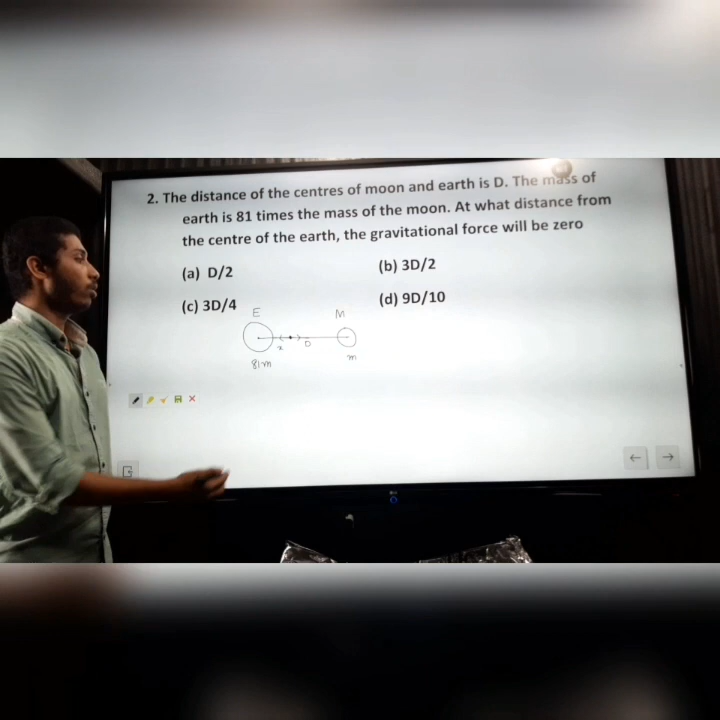 2. The distance of the centres of moon and earth is D. The mass of
earth is 81 times the mass of the moon. At what distance from
the centre of the earth, the gravitational force will be zero
(a) D/2
(b) 3D/2
(c) 3D/4
(d) 9D/10
E
M
x
D
81m
m